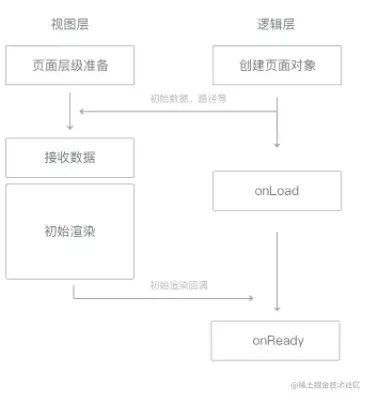 视图层
逻辑层
页面层级准备
创建页面对象
初始数据、路径等
接收数据
onLoad
初始渲染
初始渲染回调
onReady
@稀土掘金技术社区